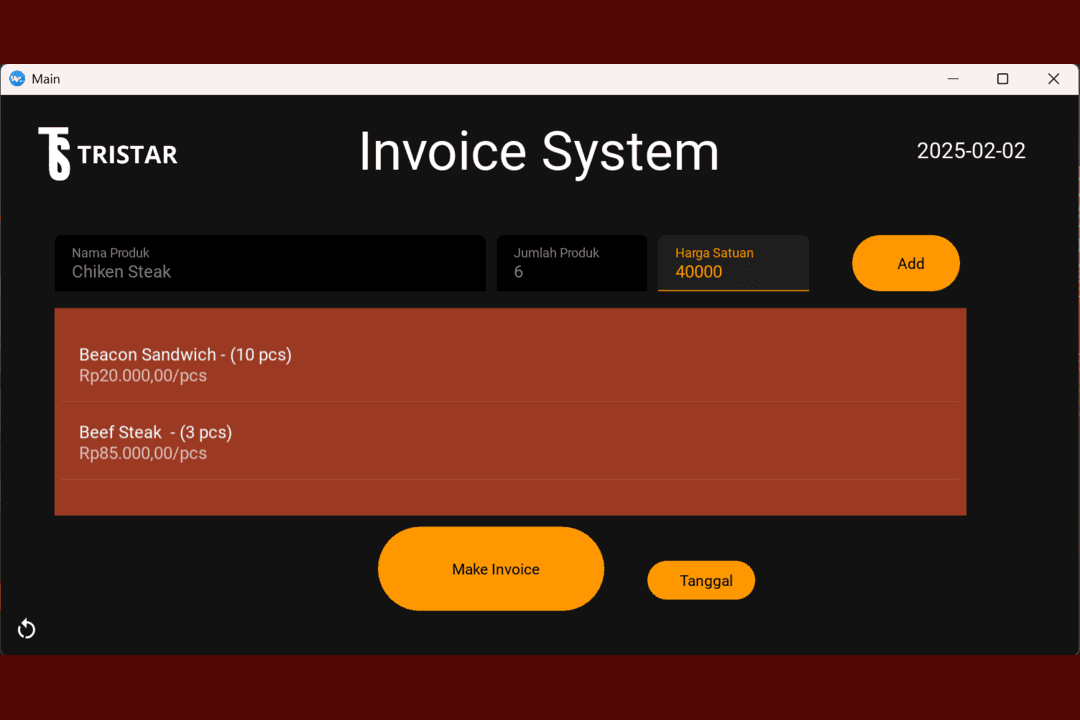 Main
TRISTAR
Invoice System
2025-02-02
Nama Produk
Chiken Steak
Jumlah Produk
6
Harga Satuan
40000
Add
Beacon Sandwich - (10 pcs)
Rp20.000,00/pcs
Beef Steak  - (3 pcs)
Rp85.000,00/pcs
Make Invoice
Tanggal